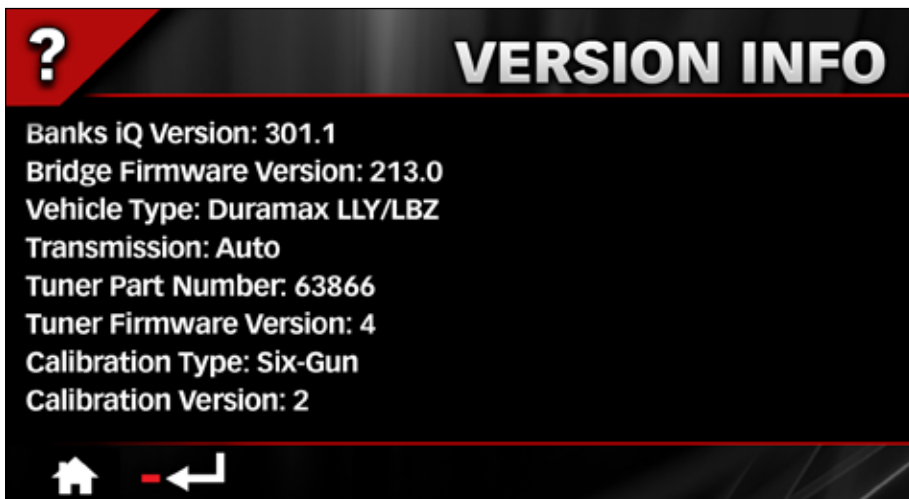 ?
VERSION INFO
Banks iQ Version: 301.1
Bridge Firmware Version: 213.0
Vehicle Type: Duramax LLY/LBZ
Transmission: Auto
Tuner Part Number: 63866
Tuner Firmware Version: 4
Calibration Type: Six-Gun
Calibration Version: 2